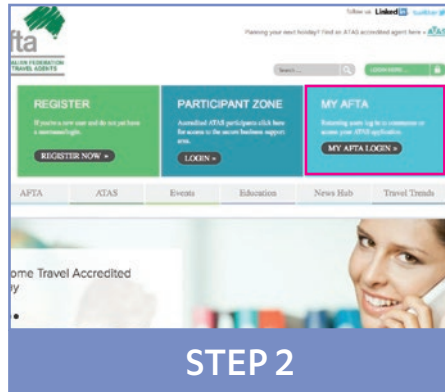 follow us LinkedIn
Planning your next holiday? Find an ATAS accredited agent here » ATAS
fta
FEDERATION
TRAVEL AGENTS
Search...
REGISTER
PARTICIPANT ZONE
MY AFTA
If you're a new user and do not yet have a username/login.
Accredited ATAS participants click here for access to the secure business support area.
Returning users log in to commence or access your ATAS application.
REGISTER NOW »
LOGIN »
MY AFTA LOGIN »
AFTA
ATAS
Events
Education
News Hub
Travel Trends
ome Travel Accredited
y
STEP 2